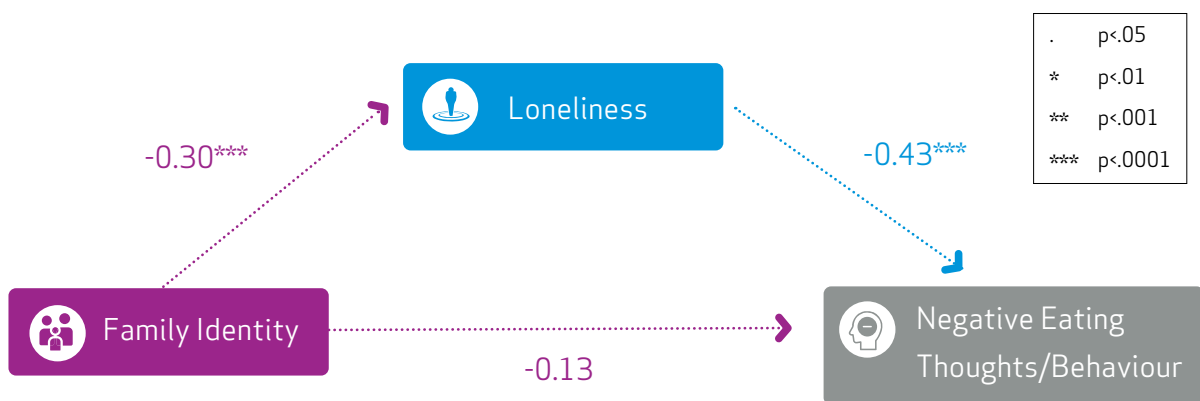 . p<.05
* p<.01
** p<.001
*** p<.0001
Loneliness
-0.30***
-0.43***
Family Identity
-0.13
Negative Eating
Thoughts/Behaviour